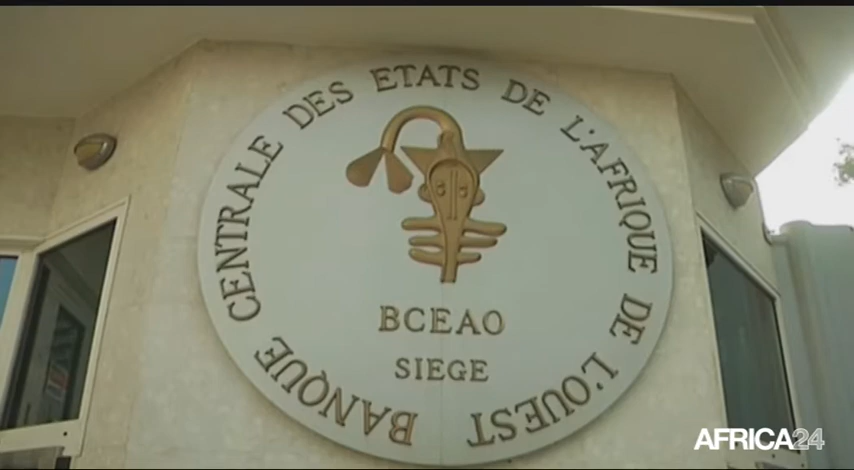 BANQUE CENTRALE DES ETATS DE L'AFRIQUE DE L'OUEST
BCEAO
SIEGE
AFRICA24